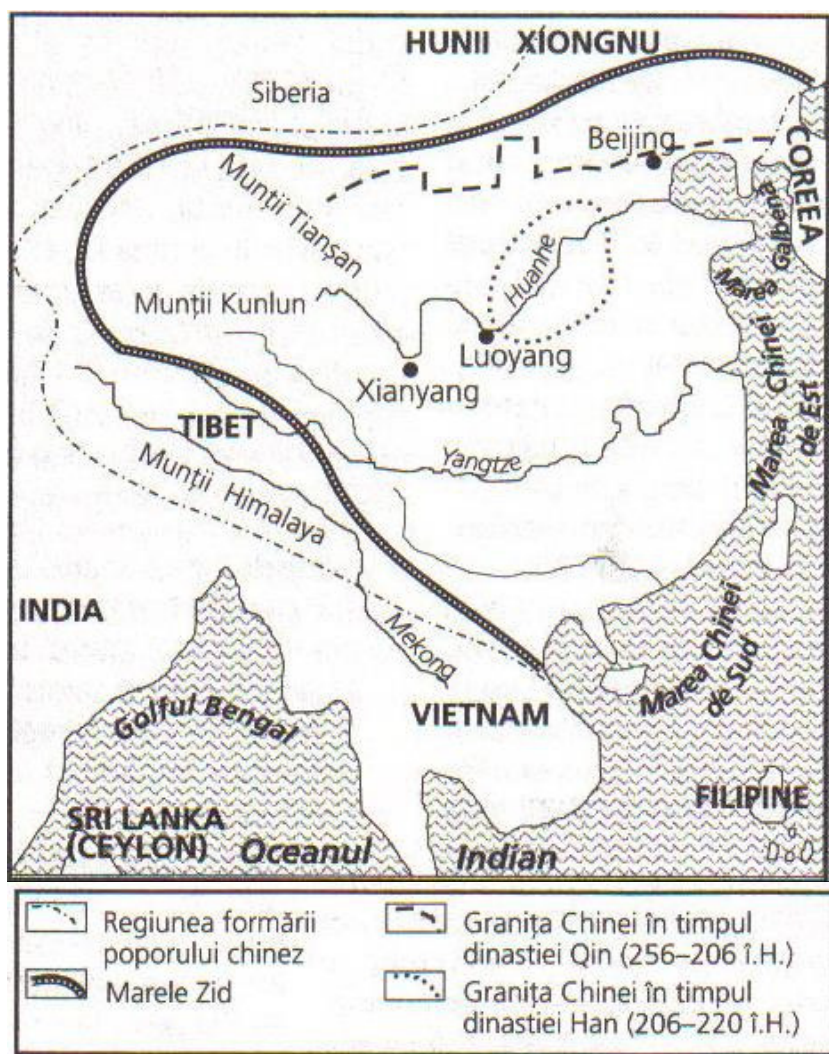 HUNII XIONGNU
Siberia
Beijing
COREEA
Munții Tianșan
Marea Galbena
Huanhe
Munții Kunlun
Luoyang
Xianyang
Marea Chinei
de Est
TIBET
Yangtze
Munții Himalaya
INDIA
Mekong
Marea Chinei
de Sud
VIETNAM
Golful Bengal
FILIPINE
SRI LANKA
(CEYLON)
Oceanul Indian
Regiunea formării
poporului chinez
Marele Zid
Granița Chinei în timpul
dinastiei Qin (256–206 î.H.)
Granița Chinei în timpul
dinastiei Han (206–220 î.H.)